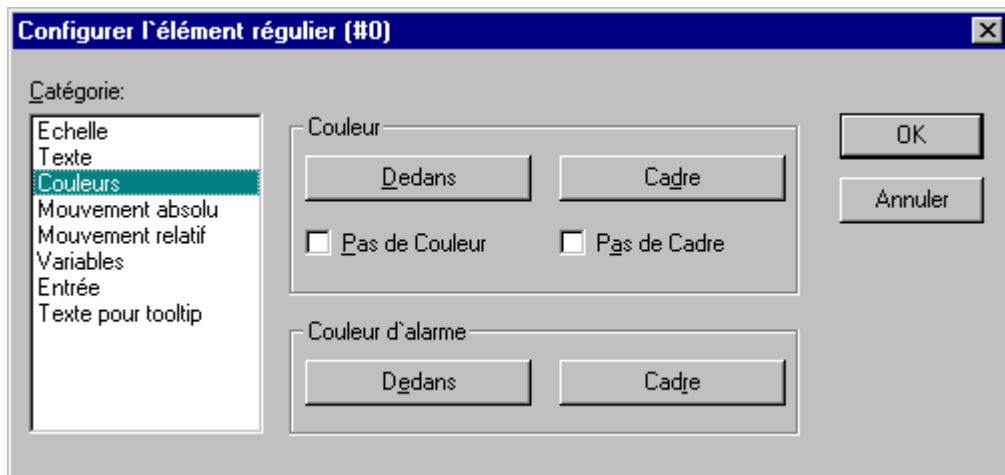 Configurer l`élément régulier (#0)
Catégorie:
Echelle
Texte
Couleurs
Mouvement absolu
Mouvement relatif
Variables
Entrée
Texte pour tooltip
Couleur
Dedans
Cadre
Pas de Couleur
Pas de Cadre
Couleur d`alarme
Dedans
Cadre
OK
Annuler